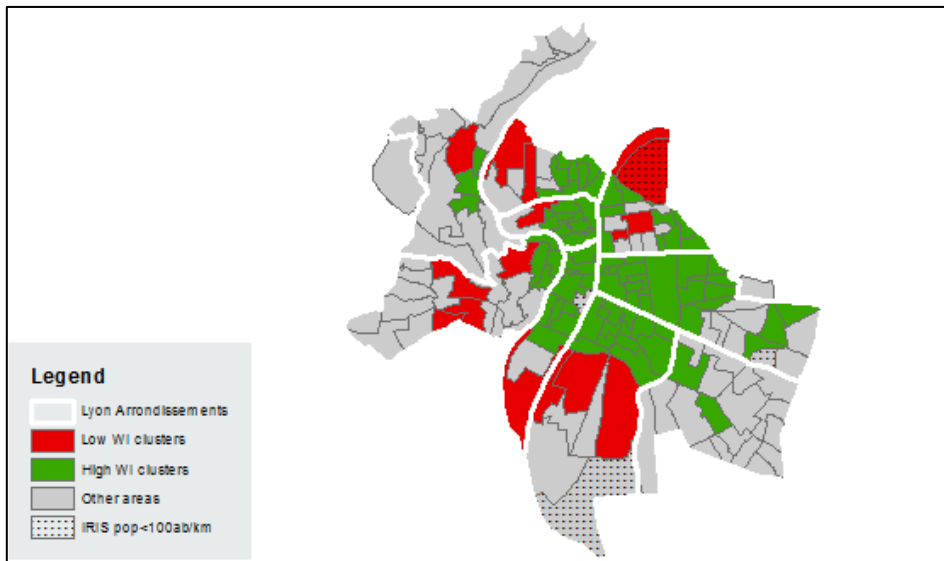 Legend
Lyon Arrondissements
Low WI clusters
High WI clusters
Other areas
IRIS pop<100ab/km